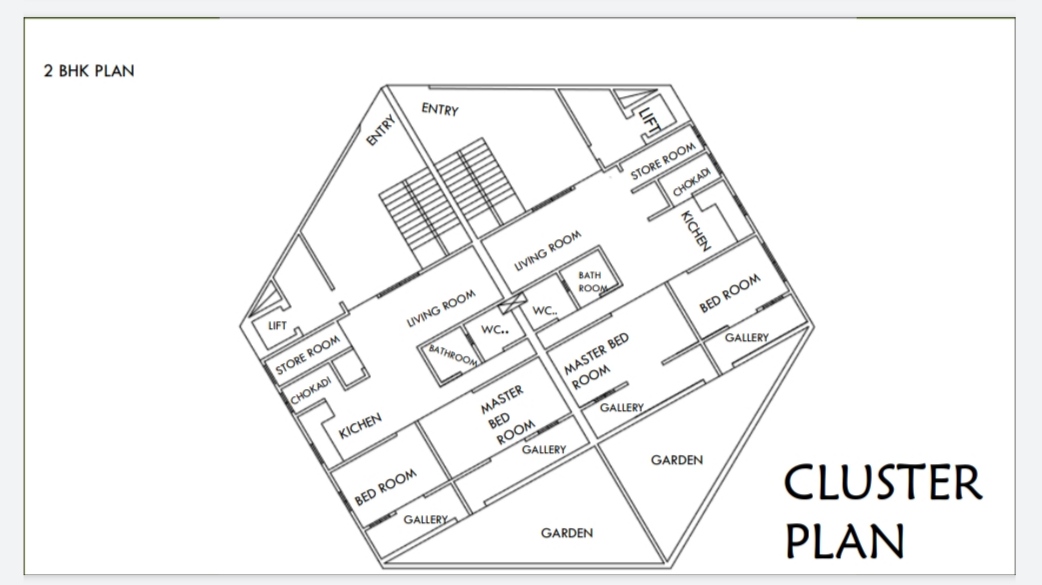 2 BHK PLAN
ENTRY
ENTRY
LIFT
STORE ROOM
CHOKADI
KICHEN
LIVING ROOM
BATH
ROOM
WC..
BED ROOM
GALLERY
MASTER BED
ROOM
GALLERY
GARDEN
LIVING ROOM
WC..
BATHROOM
LIFT
STORE ROOM
CHOKADI
KICHEN
MASTER
BED
ROOM
GALLERY
BED ROOM
GALLERY
GARDEN
CLUSTER
PLAN